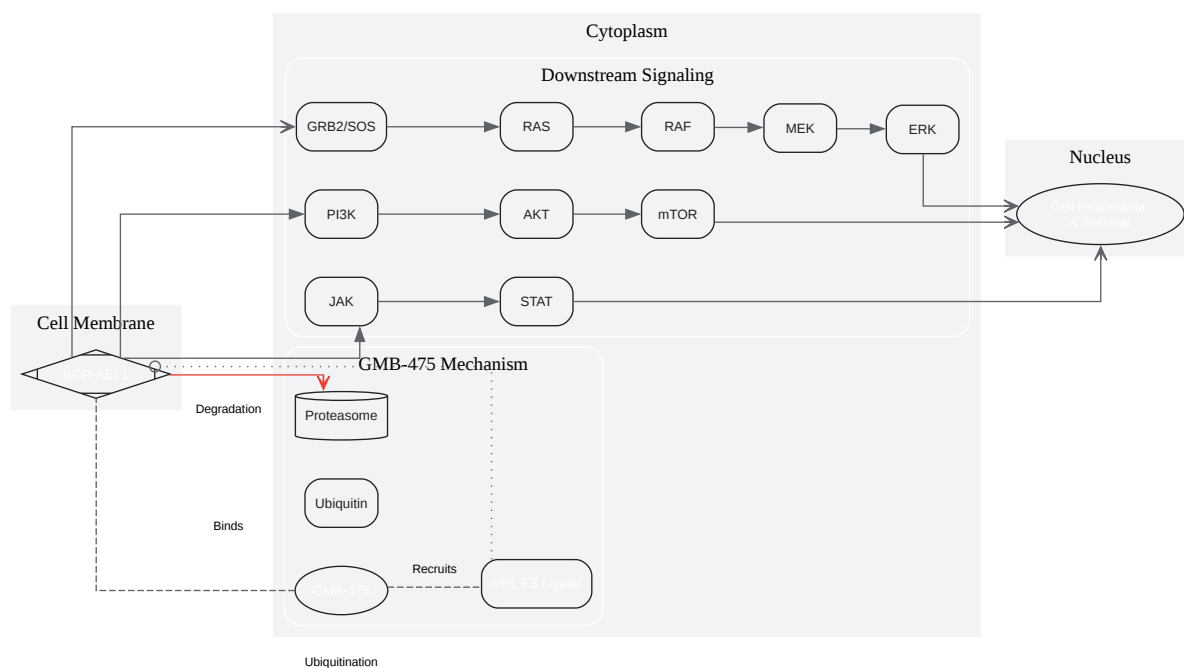 Cytoplasm
Downstream Signaling
GRB2/SOS
RAS
RAF
MEK
ERK
Nucleus
Cell Proliferation
& Survival
PI3K
AKT
mTOR
JAK
STAT
Cell Membrane
BCR-ABL1
GMB-475 Mechanism
Degradation
Proteasome
Ubiquitin
Binds
Recruits
GMB-475
VHL E3 Ligase
Ubiquitination